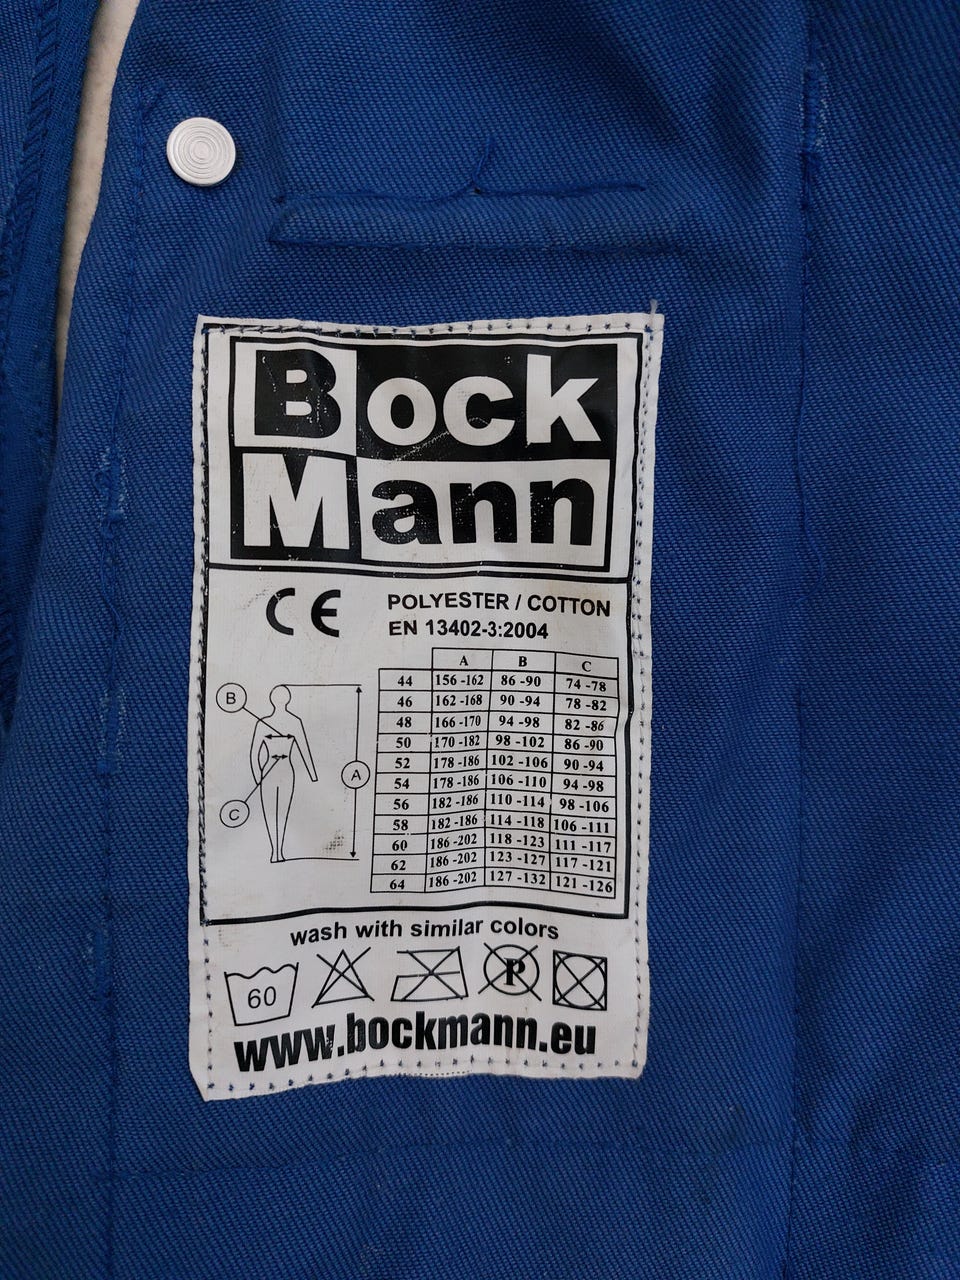 Bock
Mann
CE
POLYESTER / COTTON
EN 13402-3:2004
A B C
44 156 -162 86 -90 74 -78
46 162 -168 90 -94 78 -82
48 166 -170 94 -98 82 -86
50 170 -182 98 -102 86 -90
52 178 -186 102 -106 90 -94
54 178 -186 106 -110 94 -98
56 182 -186 110 -114 98 -106
58 182 -186 114 -118 106 -111
60 186 -202 118 -123 111 -117
62 186 -202 123 -127 117 -121
64 186 -202 127 -132 121 -126
B
A
C
wash with similar colors
60 P
www.bockmann.eu